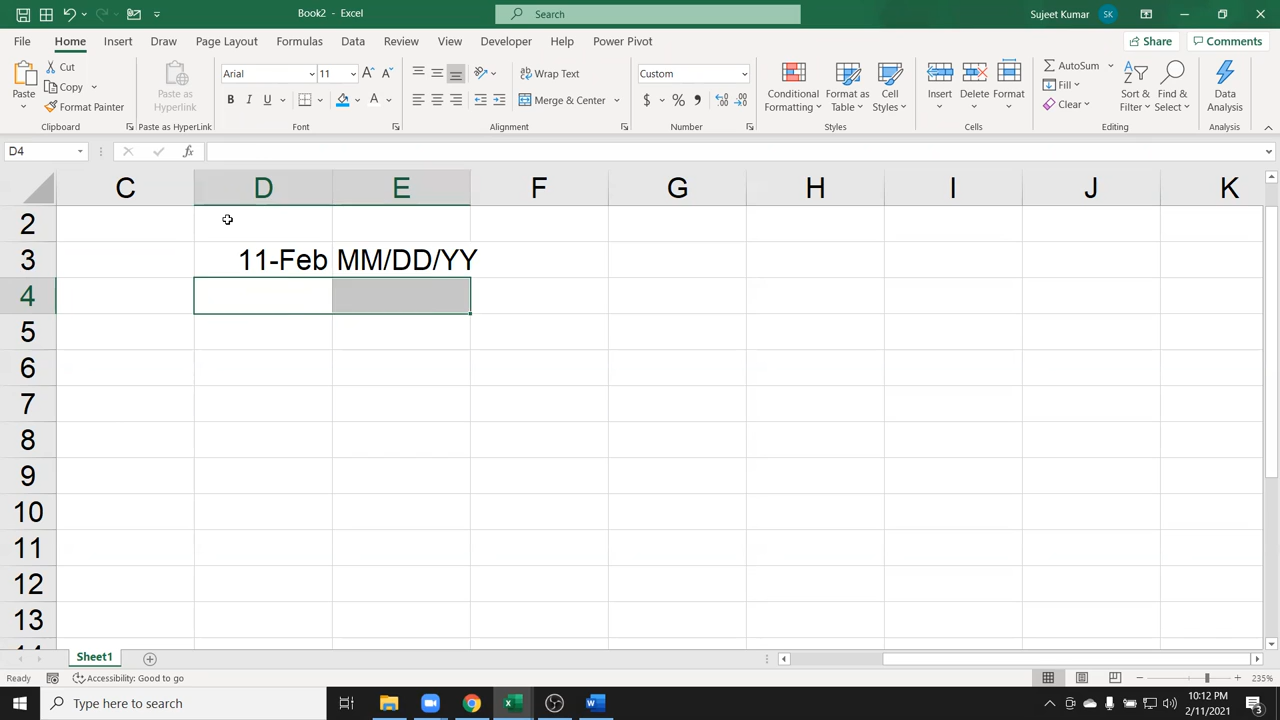 Book2 - Excel
Search
Sujeet Kumar
SK
File Home Insert Draw Page Layout Formulas Data Review View Developer Help Power Pivot
Share
Comments
Paste
Cut
Copy
Format Painter
Clipboard
Paste as Hyperlink
Paste as HyperLink
Arial
11
B I U
Font
Wrap Text
Merge & Center
Alignment
Custom
$ % ,
Number
Conditional Formatting
Format as Table
Cell Styles
Styles
Insert
Delete
Format
Cells
AutoSum
Fill
Clear
Sort & Filter
Find & Select
Editing
Data Analysis
Analysis
D4
fx
C D E F G H I J K
2
3 11-Feb MM/DD/YY
4
5
6
7
8
9
10
11
12
13
Sheet1
Ready
Accessibility: Good to go
235%
Type here to search
10:12 PM
2/11/2021
3